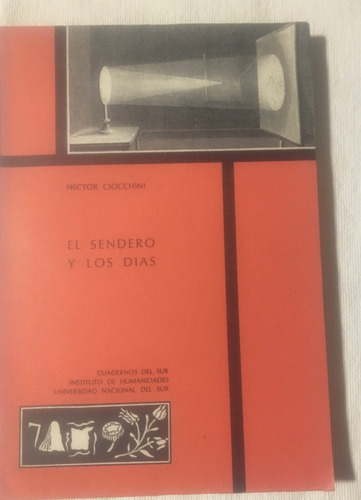 HECTOR CIOCCHINI
EL SENDERO
Y LOS DIAS
CUADERNOS DEL SUR
INSTITUTO DE HUMANIDADES
UNIVERSIDAD NACIONAL DEL SUR